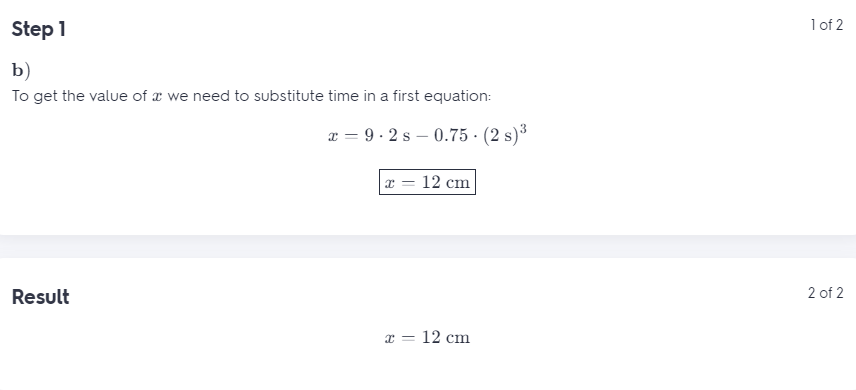 Step 1
1 of 2
b)
To get the value of x we need to substitute time in a first equation:
x = 9 · 2 s − 0.75 · (2 s)³
x = 12 cm
Result
2 of 2
x = 12 cm